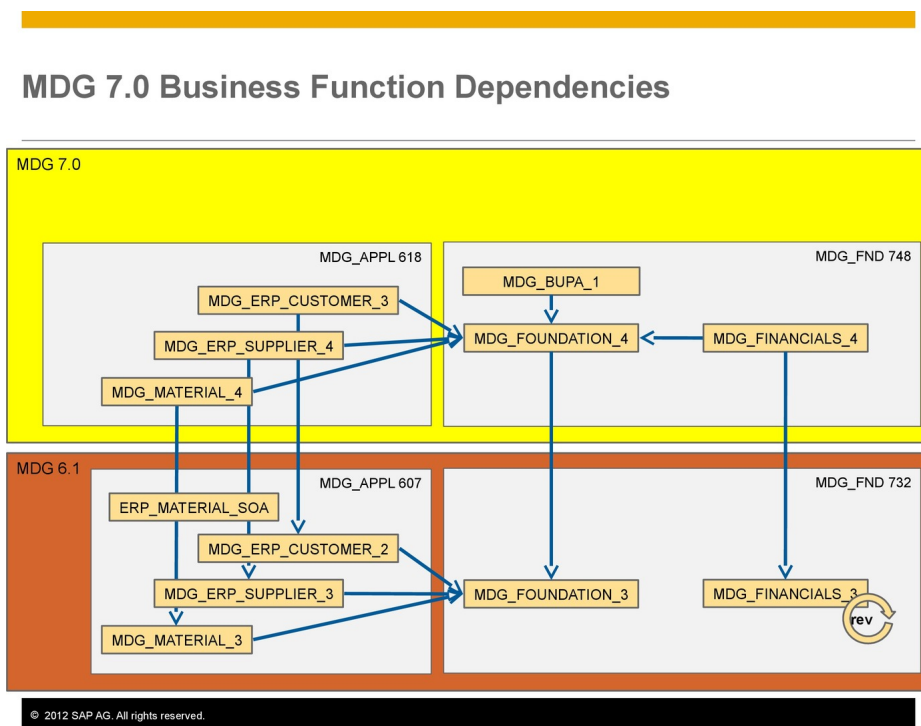 MDG 7.0 Business Function Dependencies
MDG 7.0
MDG_APPL 618
MDG_ERP_CUSTOMER_3
MDG_ERP_SUPPLIER_4
MDG_MATERIAL_4
MDG_FND 748
MDG_BUPA_1
MDG_FOUNDATION_4
MDG_FINANCIALS_4
MDG 6.1
MDG_APPL 607
ERP_MATERIAL_SOA
MDG_ERP_CUSTOMER_2
MDG_ERP_SUPPLIER_3
MDG_MATERIAL_3
MDG_FND 732
MDG_FOUNDATION_3
MDG_FINANCIALS_3
rev
© 2012 SAP AG. All rights reserved.